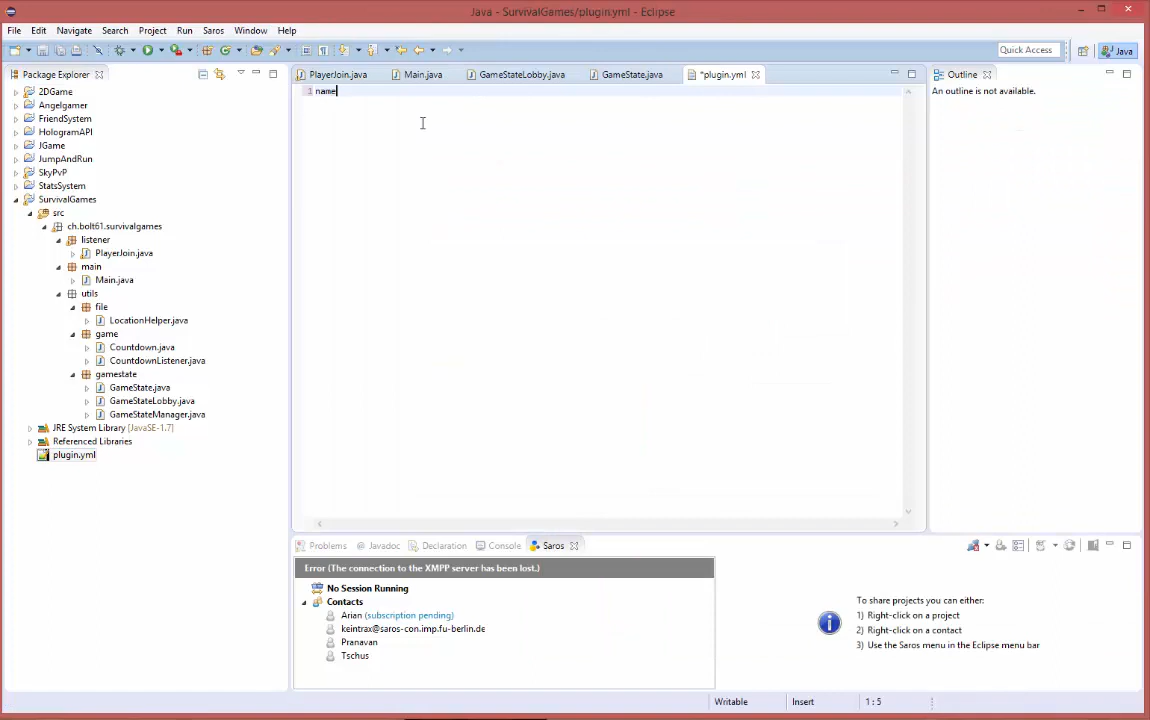 Java - SurvivalGames/plugin.yml - Eclipse
File Edit Navigate Search Project Run Saros Window Help
Quick Access
Java
Package Explorer
PlayerJoin.java
Main.java
GameStateLobby.java
GameState.java
*plugin.yml
Outline
2DGame
Angelgamer
FriendSystem
HologramAPI
JGame
JumpAndRun
SkyPvP
StatsSystem
SurvivalGames
src
ch.bolt61.survivalgames
listener
PlayerJoin.java
main
Main.java
utils
file
LocationHelper.java
game
Countdown.java
CountdownListener.java
gamestate
GameState.java
GameStateLobby.java
GameStateManager.java
JRE System Library [JavaSE-1.7]
Referenced Libraries
plugin.yml
1 name
An outline is not available.
Problems @ Javadoc Declaration Console Saros
Error (The connection to the XMPP server has been lost.)
No Session Running
Contacts
Arian (subscription pending)
keintrax@saros-con.imp.fu-berlin.de
Pranavan
Tschus
To share projects you can either:
1) Right-click on a project
2) Right-click on a contact
3) Use the Saros menu in the Eclipse menu bar
Writable Insert 1 : 5